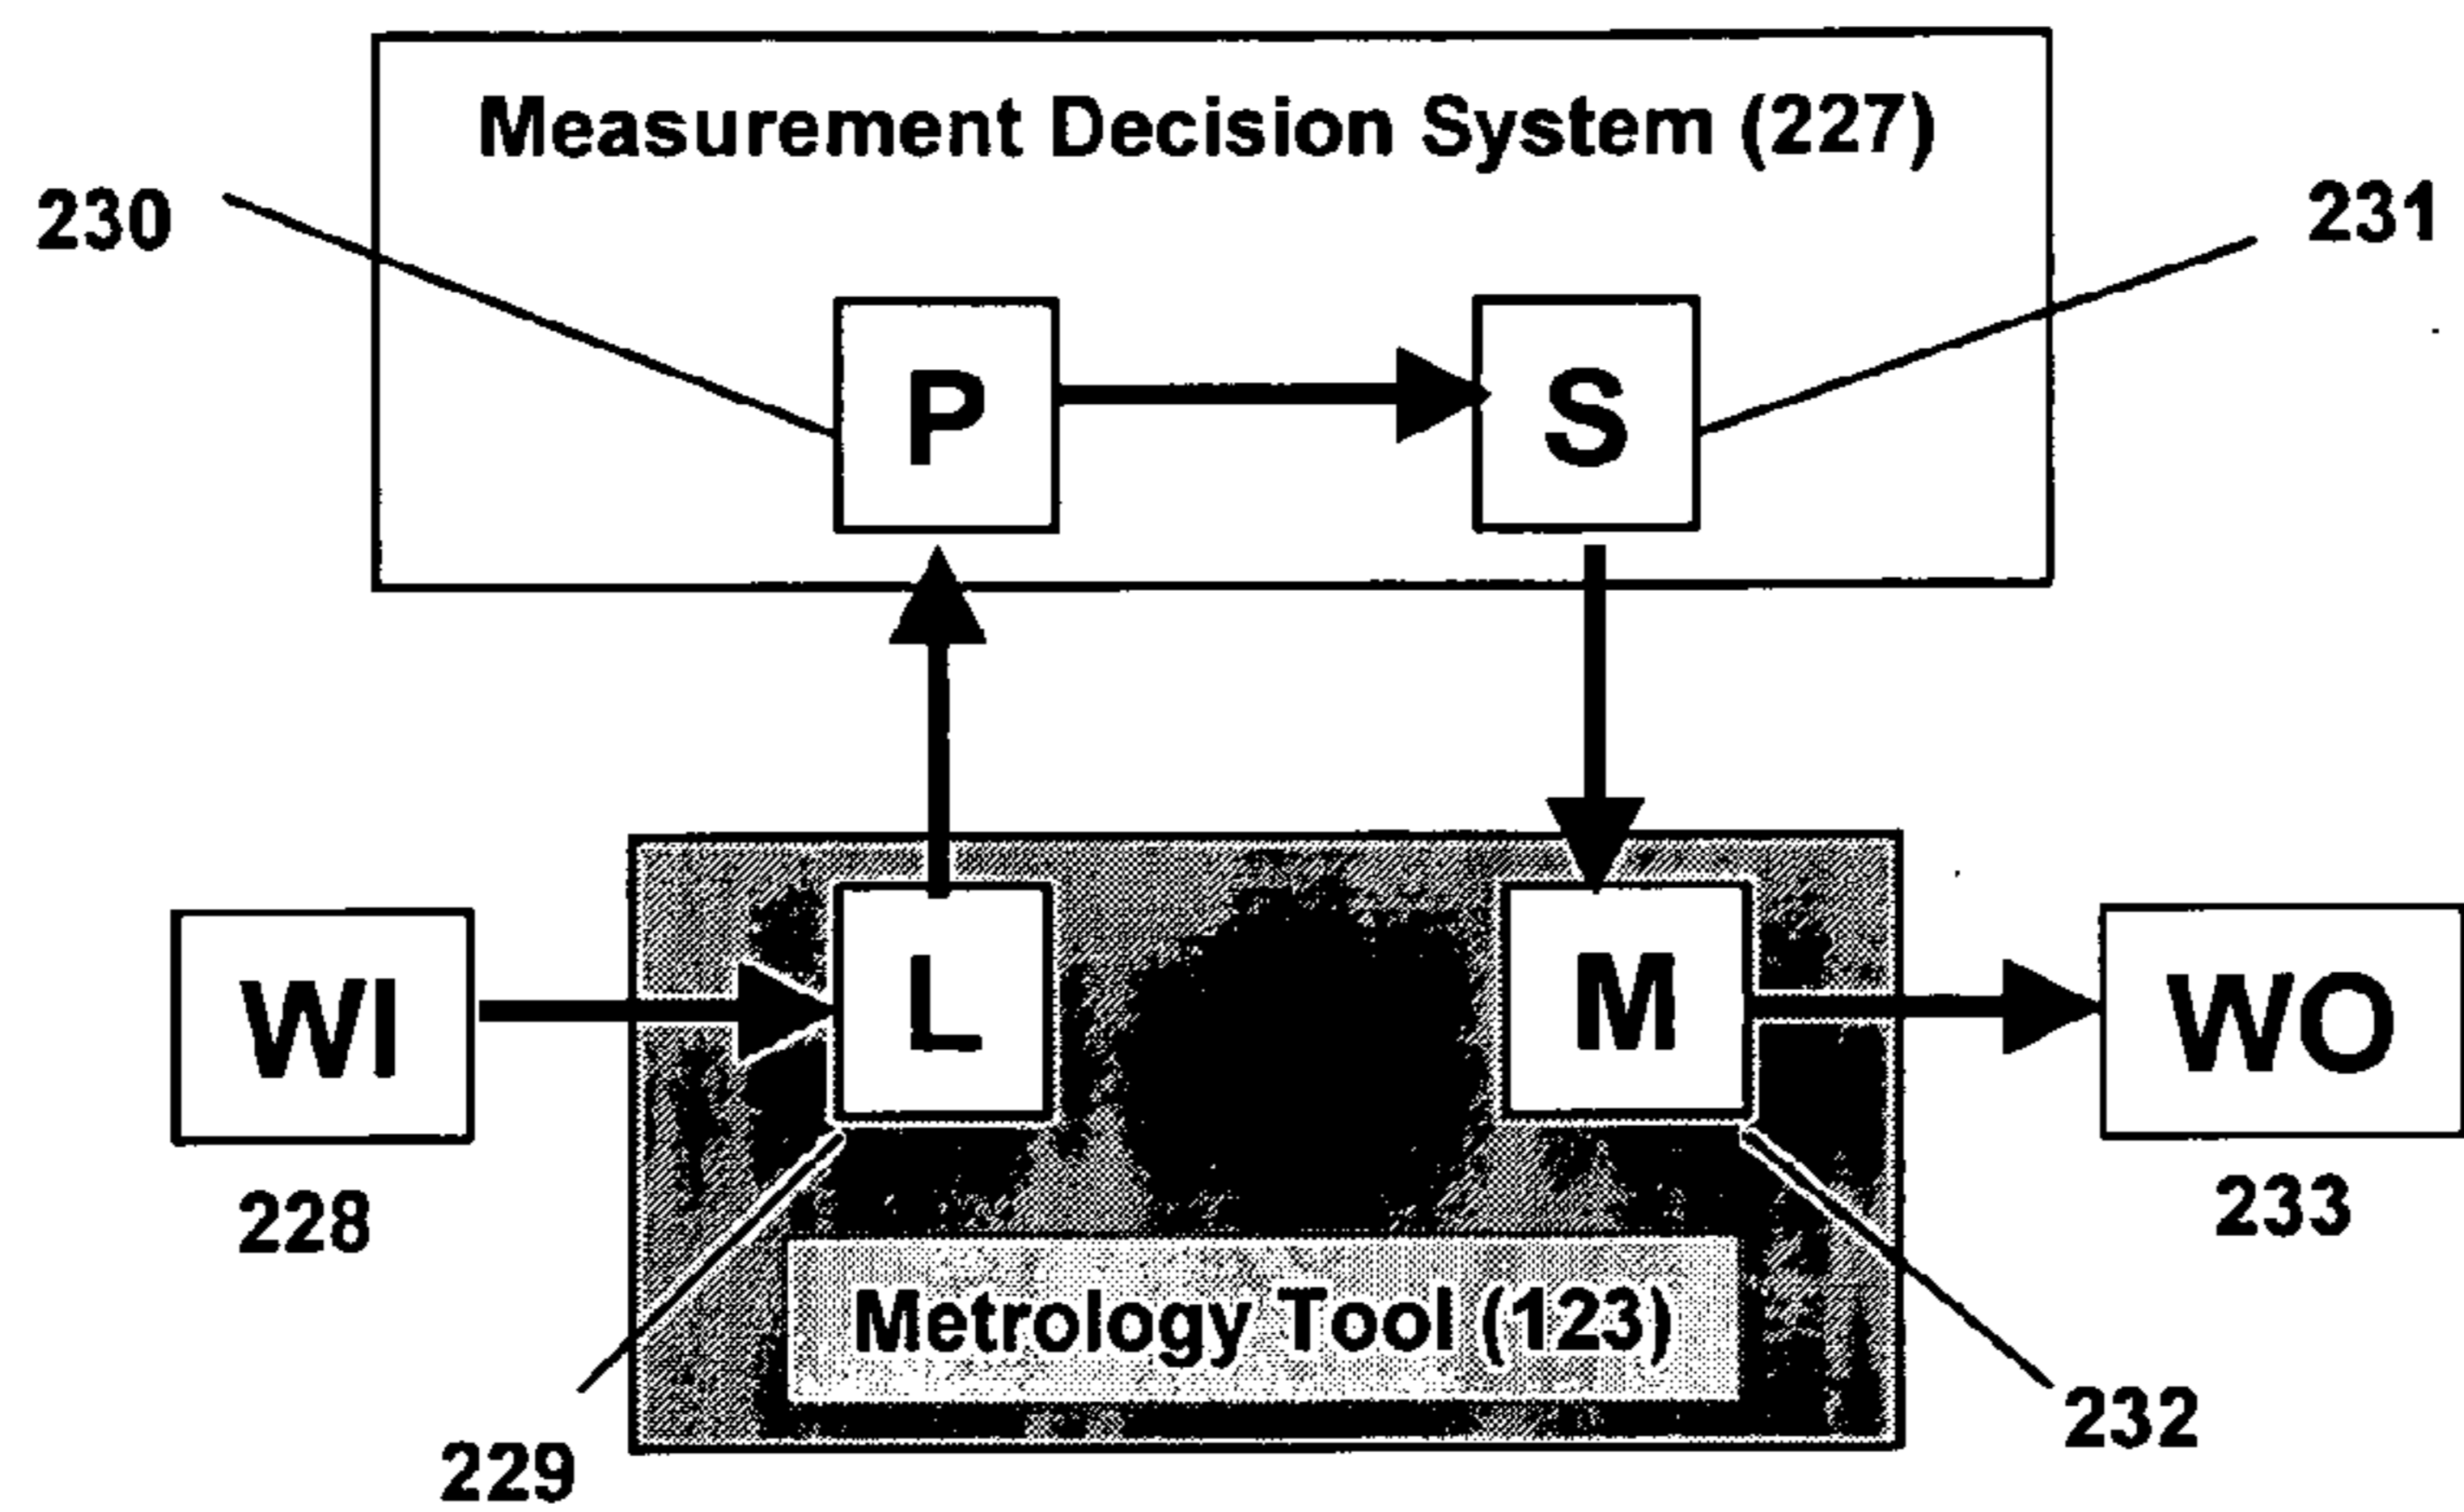 Measurement Decision System (227)
230
231
P
S
WI
L
M
WO
228
233
Metrology Tool (123)
229
232